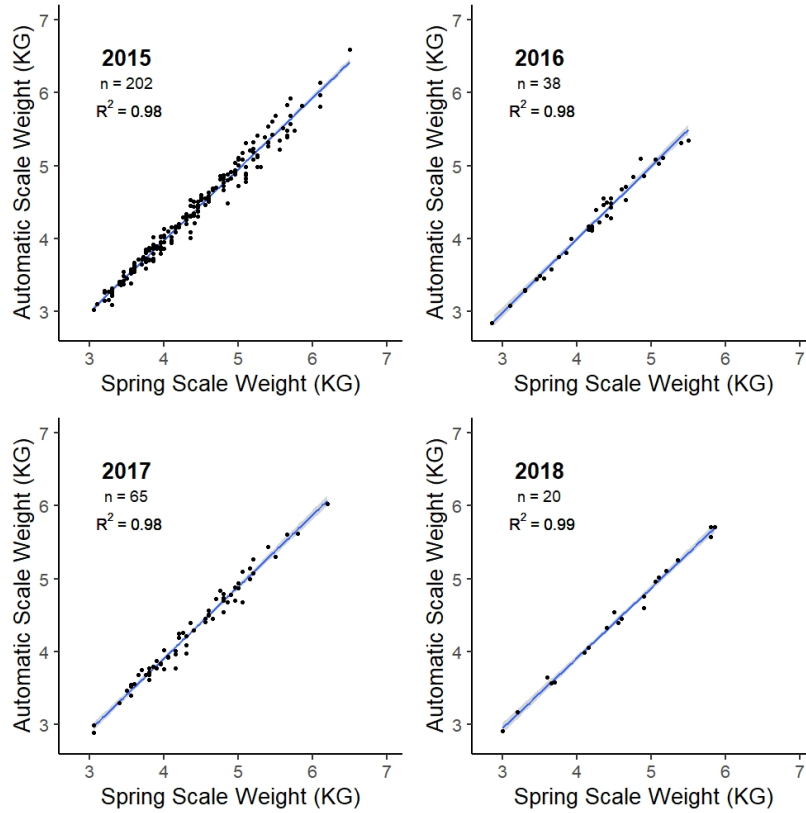 7
6
5
4
3
Automatic Scale Weight (KG)
2015
n = 202
R² = 0.98
3 4 5 6 7
Spring Scale Weight (KG)
7
6
5
4
3
Automatic Scale Weight (KG)
2016
n = 38
R² = 0.98
3 4 5 6 7
Spring Scale Weight (KG)
7
6
5
4
3
Automatic Scale Weight (KG)
2017
n = 65
R² = 0.98
3 4 5 6 7
Spring Scale Weight (KG)
7
6
5
4
3
Automatic Scale Weight (KG)
2018
n = 20
R² = 0.99
3 4 5 6 7
Spring Scale Weight (KG)